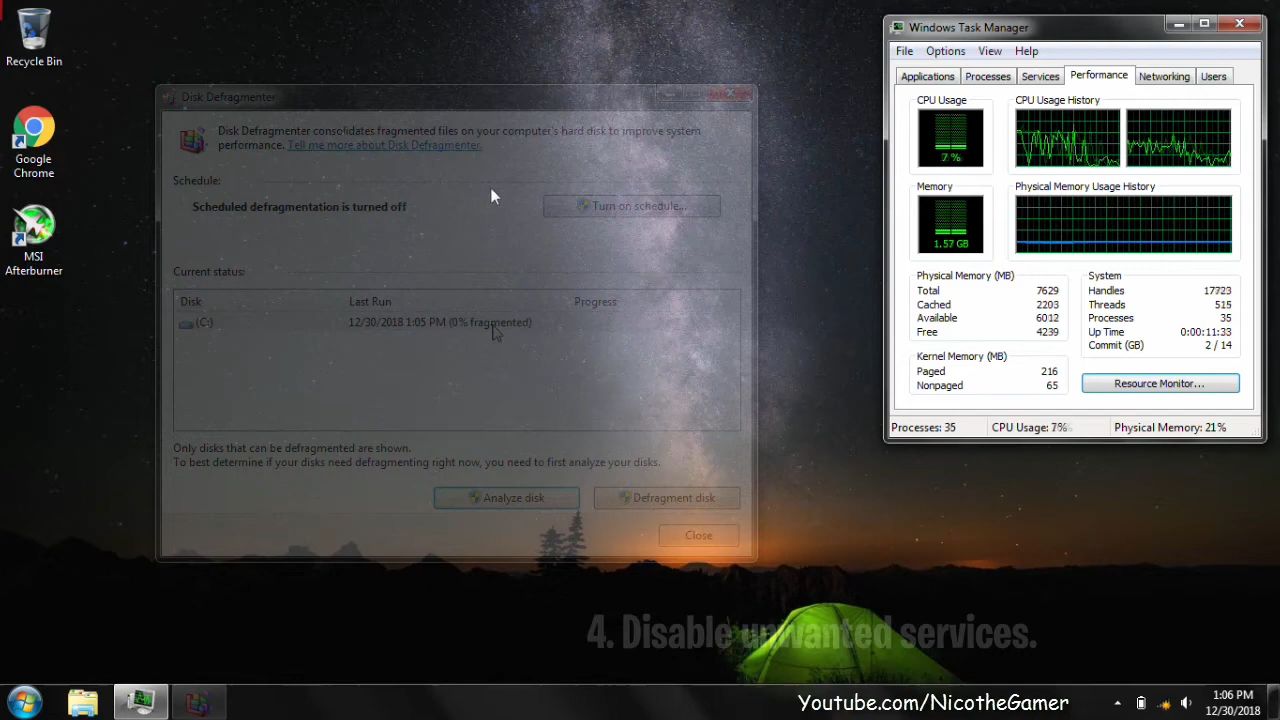 Recycle Bin
Google
Chrome
MSI
Afterburner
Disk Defragmenter
Disk Defragmenter consolidates fragmented files on your computer's hard disk to improve system
performance. Tell me more about Disk Defragmenter.
Schedule:
Scheduled defragmentation is turned off
Turn on schedule...
Current status:
Disk Last Run Progress
(C:) 12/30/2018 1:05 PM (0% fragmented)
Only disks that can be defragmented are shown.
To best determine if your disks need defragmenting right now, you need to first analyze your disks.
Analyze disk Defragment disk
Close
Windows Task Manager
File Options View Help
Applications Processes Services Performance Networking Users
CPU Usage CPU Usage History
7 %
Memory Physical Memory Usage History
1.57 GB
Physical Memory (MB)
Total 7629
Cached 2203
Available 6012
Free 4239
Kernel Memory (MB)
Paged 216
Nonpaged 65
System
Handles 17723
Threads 515
Processes 35
Up Time 0:00:11:33
Commit (GB) 2 / 14
Resource Monitor...
Processes: 35 CPU Usage: 7% Physical Memory: 21%
4. Disable unwanted services.
Youtube.com/NicotheGamer
1:06 PM
12/30/2018